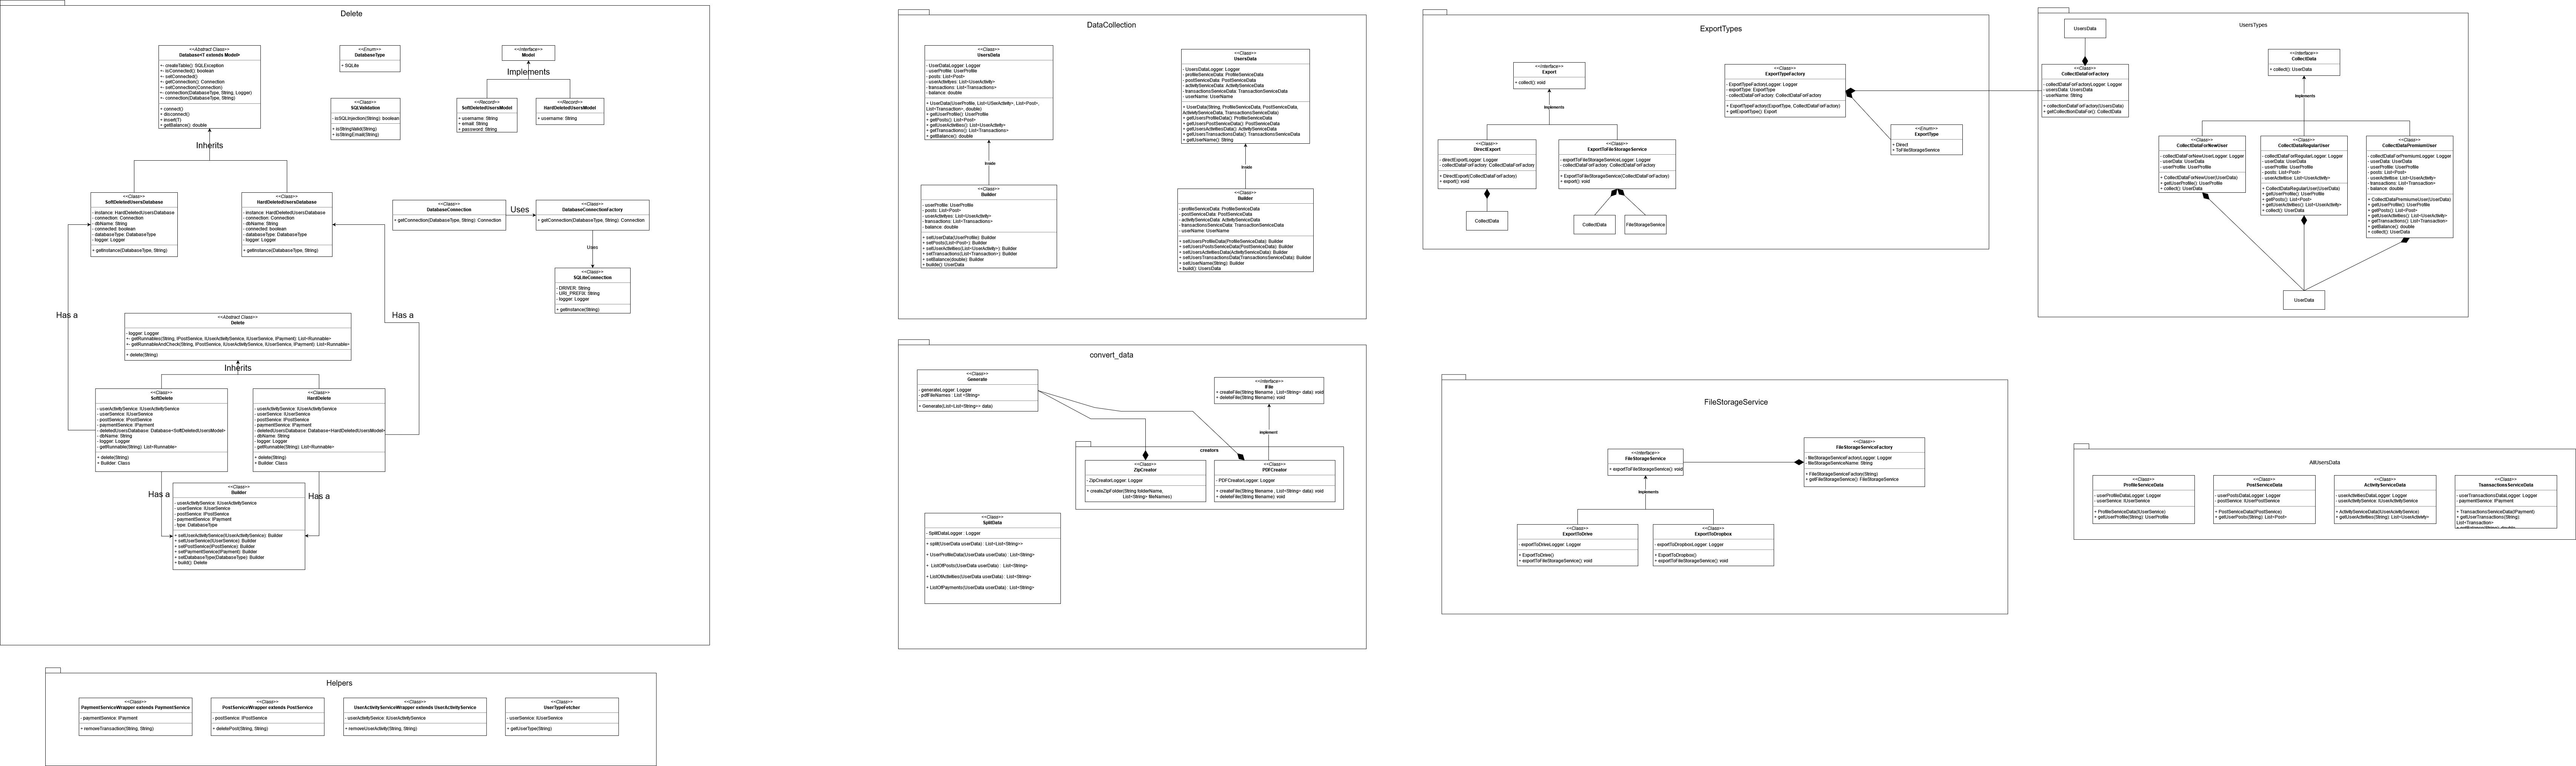 Delete
<<Abstract Class>>
Database<T extends Model>
+- createTable(): SQLException
+- isConnected(): boolean
+- setConnected()
+- getConnection(): Connection
+- setConnection(Connection)
+- connection(DatabaseType, String, Logger)
+- connection(DatabaseType, String)
+ connect()
+ disconnect()
+ insert(T)
+ getBalance(): double
<<Enum>>
DatabaseType
+ SQLite
<<Interface>>
Model
Implements
<<Class>>
SQLValidation
- isSQLInjection(String): boolean
+ isStringValid(String)
+ isStringEmail(String)
<<Record>>
SoftDeletedUsersModel
+ username: String
+ email: String
+ password: String
<<Record>>
HardDeletedUsersModel
+ username: String
Inherits
<<Class>>
SoftDeletedUsersDatabase
- instance: HardDeletedUsersDatabase
- connection: Connection
- dbName: String
- connected: boolean
- databaseType: DatabaseType
- logger: Logger
+ getInstance(DatabaseType, String)
<<Class>>
HardDeletedUsersDatabase
- instance: HardDeletedUsersDatabase
- connection: Connection
- dbName: String
- connected: boolean
- databaseType: DatabaseType
- logger: Logger
+ getInstance(DatabaseType, String)
<<Class>>
DatabaseConnection
+ getConnection(DatabaseType, String): Connection
Uses
<<Class>>
DatabaseConnectionFactory
+ getConnection(DatabaseType, String): Connection
Uses
<<Class>>
SQLiteConnection
- DRIVER: String
- URI_PREFIX: String
- logger: Logger
+ getInstance(String)
Has a
Has a
<<Abstract Class>>
Delete
- logger: Logger
+- getRunnables(String, IPostService, IUserActivityService, IUserService, IPayment): List<Runnable>
+- getRunnableAndCheck(String, IPostService, IUserActivityService, IUserService, IPayment): List<Runnable>
+ delete(String)
Inherits
<<Class>>
SoftDelete
- userActivityService: IUserActivityService
- userService: IUserService
- postService: IPostService
- paymentService: IPayment
- deletedUsersDatabase: Database<SoftDeletedUsersModel>
- dbName: String
- logger: Logger
- getRunnable(String): List<Runnable>
+ delete(String)
+ Builder: Class
<<Class>>
HardDelete
- userActivityService: IUserActivityService
- userService: IUserService
- postService: IPostService
- paymentService: IPayment
- deletedUsersDatabase: Database<HardDeletedUsersModel>
- dbName: String
- logger: Logger
- getRunnable(String): List<Runnable>
+ delete(String)
+ Builder: Class
Has a
Has a
<<Class>>
Builder
- userActivityService: IUserActivityService
- userService: IUserService
- postService: IPostService
- paymentService: IPayment
- type: DatabaseType
+ setUserActivityService(IUserActivityService): Builder
+ setUserService(IUserService): Builder
+ setPostService(IPostService): Builder
+ setPaymentService(IPayment): Builder
+ setDatabaseType(DatabaseType): Builder
+ build(): Delete
Helpers
<<Class>>
PaymentServiceWrapper extends PaymentService
- paymentService: IPayment
+ removeTransaction(String, String)
<<Class>>
PostServiceWrapper extends PostService
- postService: IPostService
+ deletePost(String, String)
<<Class>>
UserActivityServiceWrapper extends UserActivityService
- userActivityService: IUserActivityService
+ removeUserActivity(String, String)
<<Class>>
UserTypeFetcher
- userService: IUserService
+ getUserType(String)
DataCollection
<<Class>>
UsersData
- UserDataLogger: Logger
- userProfile: UserProfile
- posts: List<Post>
- userActivityies: List<UserActivity>
- transactions: List<Transactions>
- balance: double
+ UserData(UserProfile, List<USerActivity>, List<Post>,
List<Transaction>, double)
+ getUserProfile(): UserProfile
+ getPosts(): List<Post>
+ getUserActivities(): List<UserActivity>
+ getTransactions(): List<Transactions>
+ getBalance(): double
Inside
<<Class>>
Builder
- userProfile: UserProfile
- posts: List<Post>
- userActivityies: List<UserActivity>
- transactions: List<Transactions>
- balance: double
+ setUserData(UserProfile): Builder
+ setPosts(List<Post>): Builder
+ setUserActivities(List<UserActivity>): Builder
+ setTransactions(List<Transaction>): Builder
+ setBalance(double): Builder
+ builde(): UserData
<<Class>>
UsersData
- UsersDataLogger: Logger
- profileServiceData: ProfileServiceData
- postServiceData: PostServiceData
- activityServiceData: ActivityServiceData
- transactionsServiceData: TransactionServiceData
- userName: UserName
+ UserData(String, ProfileServiceData, PostServiceData,
ActivityServiceData, TransactionsServiceData)
+ getUsersProfileData(): ProfileServiceData
+ getUserPostServiceData(): PostServiceData
+ getUsersActivitiesData(): ActivityServiceData
+ getUsersTransactionsData(): TransactionServiceData
+ getUserName(): String
Inside
<<Class>>
Builder
- profileServiceData: ProfileServiceData
- postServiceData: PostServiceData
- activityServiceData: ActivityServiceData
- transactionsServiceData: TransactionServiceData
- userName: UserName
+ setUsersProfileData(ProfileServiceData): Builder
+ setUsersPostsServiceData(PostServiceData): Builder
+ setUsersActivitiesData(ActivityServiceData): Builder
+ setUsersTransactionsData(TransactionsServiceData): Builder
+ setUserName(String): Builder
+ build(): UsersData
convert_data
<<Class>>
Generate
- generateLogger: Logger
- pdfFileNames : List <String>
+ Generate(List<List<String>> data)
<<Interface>>
IFile
+ createFile(String filename , List<String> data): void
+ deleteFile(String filename): void
implement
creators
<<Class>>
ZipCreator
- ZipCreatorLogger: Logger
+ createZipFolder(String folderName,
List<String> fileNames)
<<Class>>
PDFCreator
- PDFCreatorLogger: Logger
+ createFile(String filename , List<String> data): void
+ deleteFile(String filename): void
<<Class>>
SplitData
- SplitDataLogger : Logger
+ split(UserData userData) : List<List<String>>
+ UserProfileData(UserData userData) : List<String>
+ ListOfPosts(UserData userData) : List<String>
+ ListOfActivities(UserData userData): List<String>
+ ListOfPayments(UserData userData) : List<String>
ExportTypes
<<Interface>>
Export
+ collect(): void
Implements
<<Class>>
DirectExport
- directExportLogger: Logger
- collectDataForFactory: CollectDataForFactory
+ DirectExport(CollectDataForFactory)
+ export(): void
CollectData
<<Class>>
ExportToFileStorageService
- exportToFileStorageServiceLogger: Logger
- collectDataForFactory: CollectDataForFactory
+ ExportToFileStorageService(CollectDataForFactory)
+ export(): void
CollectData
FileStorageService
<<Class>>
ExportTypeFactory
- ExportTypeFactoryLogger: Logger
- exportType: ExportType
- collectDataForFactory: CollectDataForFactory
+ ExportTypeFactory(ExportType, CollectDataForFactory)
+ getExportType(): Export
<<Enum>>
ExportType
+ Direct
+ ToFileStorageService
UsersTypes
UsersData
<<Class>>
CollectDataForFactory
- collectDataForFactoryLogger: Logger
- usersData: UsersData
- userName: String
+ collectionDataForFactory(UsersData)
+ getCollectionDataFor(): CollectData
<<Interface>>
CollectData
+ collect(): UserData
Implements
<<Class>>
CollectDataForNewUser
- collectDataForNewUserLogger: Logger
- userData: UserData
- userProfile: UserProfile
+ CollectDataForNewUser(UserData)
+ getUserProfile(): UserProfile
+ collect(): UserData
<<Class>>
CollectDataRegularUser
- collectDataForRegularLogger: Logger
- userData: UserData
- userProfile: UserProfile
- posts: List<Post>
- userActivities: List<UserActivity>
+ CollectDataRegularUser(UserData)
+ getUserProfile(): UserProfile
+ getPosts(): List<Post>
+ getUserActivities(): List<UserActivity>
+ collect(): UserData
<<Class>>
CollectDataPremiumUser
- collectDataForPremiumLogger: Logger
- userData: UserData
- userProfile: UserProfile
- posts: List<Post>
- userActivitise: List<UserActivity>
- transactions: List<Transaction>
- balance: double
+ CollectDataPremiumeUser(UserData)
+ getUserProfile(): UserProfile
+ getPosts(): List<Post>
+ getUserActivities(): List<UserActivity>
+ getTransactions(): List<Transaction>
+ getBalance(): double
+ collect(): UserData
UserData
FileStorageService
<<Interface>>
FileStorageService
+ exportToFileStorageService(): void
<<Class>>
FileStorageServiceFactory
- fileStorageServiceFactoryLogger: Logger
- fileStorageServiceName: String
+ FileStorageServiceFactory(String)
+ getFileStorageService(): FileStorageService
Implements
<<Class>>
ExportToDrive
- exportToDriveLogger: Logger
+ ExportToDrive()
+ exportToFileStorageService(): void
<<Class>>
ExportToDropbox
- exportToDropboxLogger: Logger
+ ExportToDropbox()
+ exportToFileStorageService(): void
AllUsersData
<<Class>>
ProfileServiceData
- userProfileDataLogger: Logger
- userService: IUserService
+ ProfileServiceData(IUserService)
+ getUserProfile(String): UserProfile
<<Class>>
PostServiceData
- userPostsDataLogger: Logger
- postService: IUserPostService
+ PostServiceData(IPostService)
+ getUserPosts(String): List<Post>
<<Class>>
ActivityServiceData
- userActivitiesDataLogger: Logger
- userActivityService: IUserActivityService
+ ActivityServiceData(IUserActivityService)
+ getUserActivities(String): List<UserActivity>
<<Class>>
TransactionsServiceData
- userTransactionsDataLogger: Logger
- paymentService: IPayment
+ TransactionsServiceData(IPayment)
+ getUserTransactions(String):
List<Transaction>